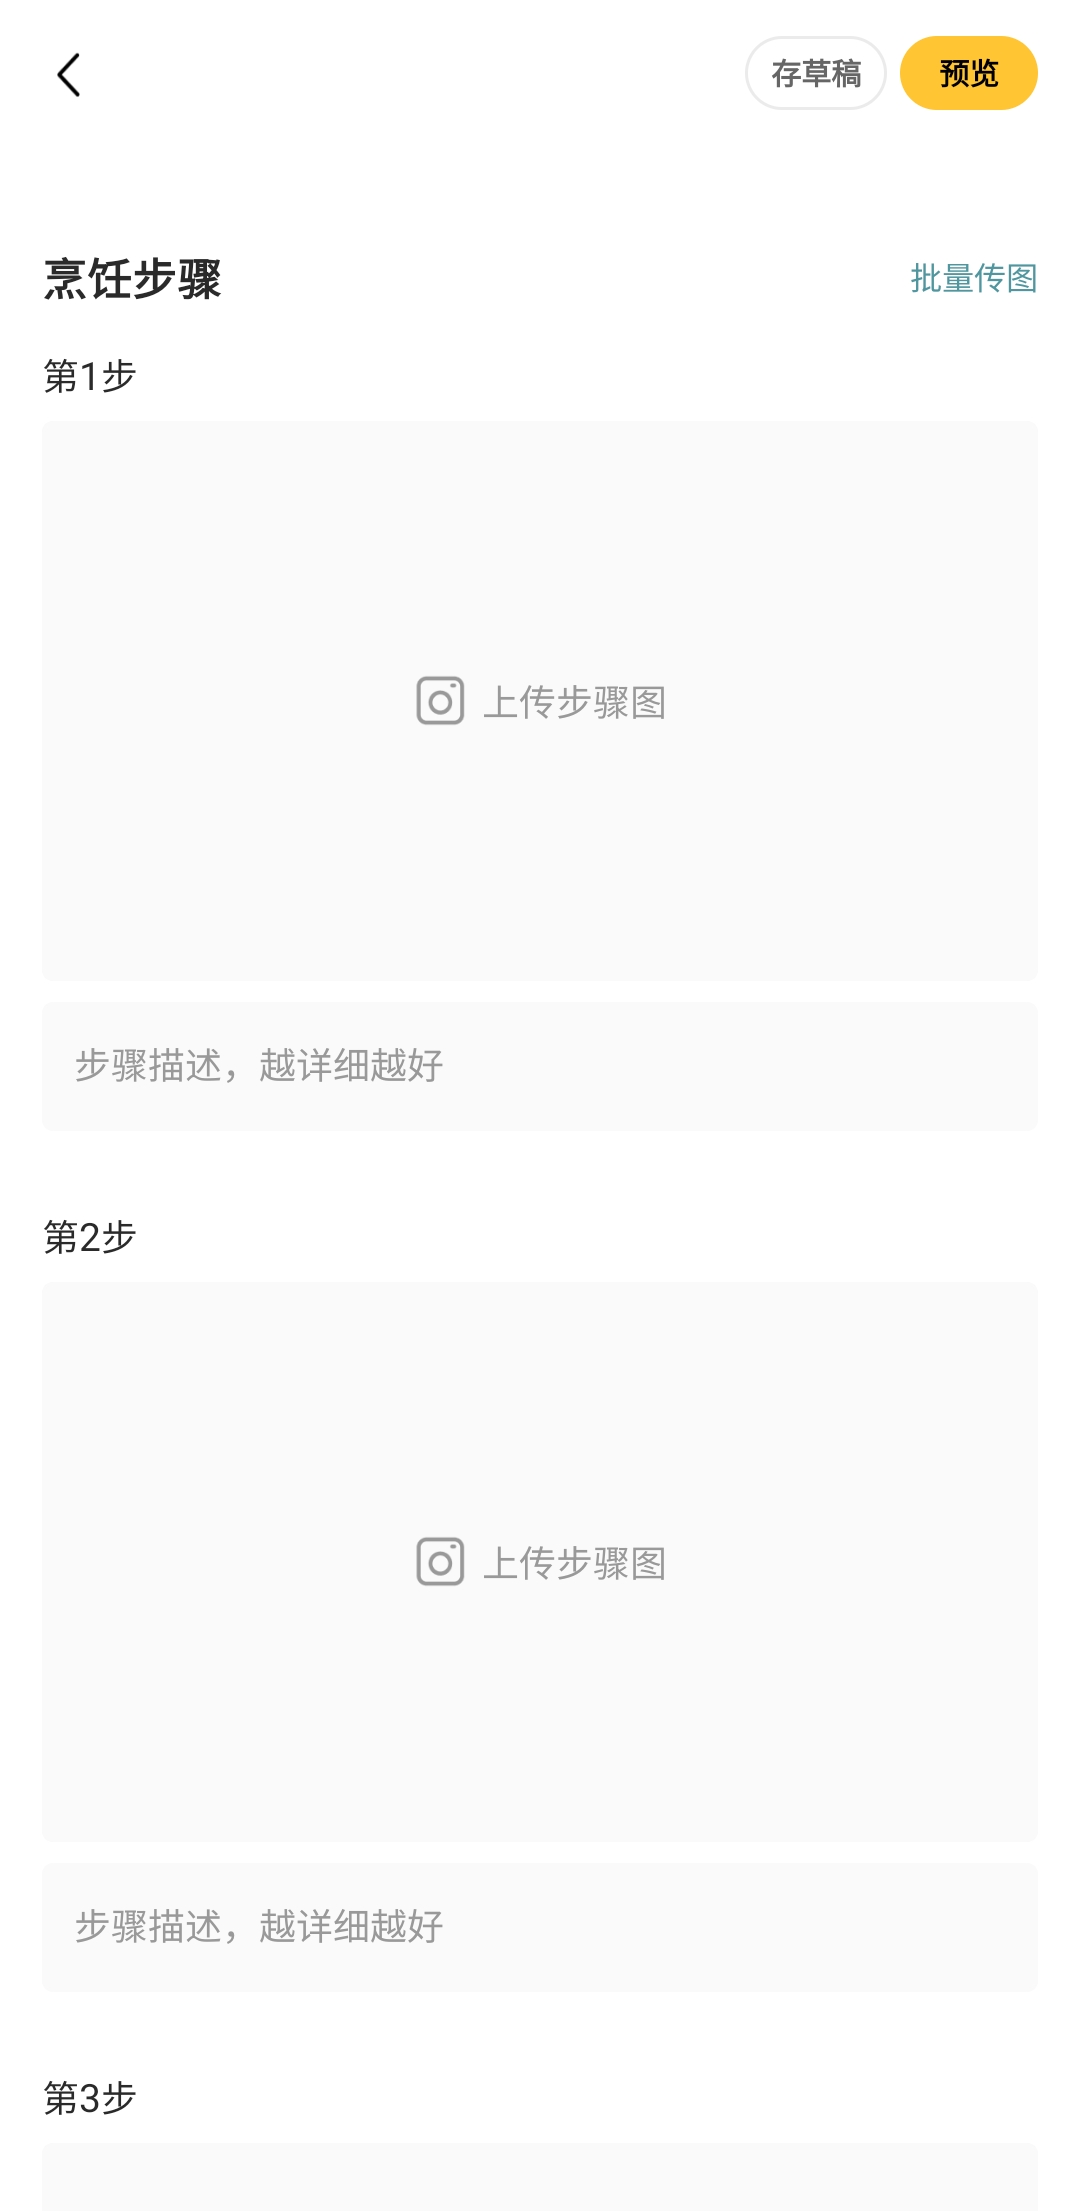 存草稿 预览
烹饪步骤 批量传图
第1步
上传步骤图
步骤描述，越详细越好
第2步
上传步骤图
步骤描述，越详细越好
第3步